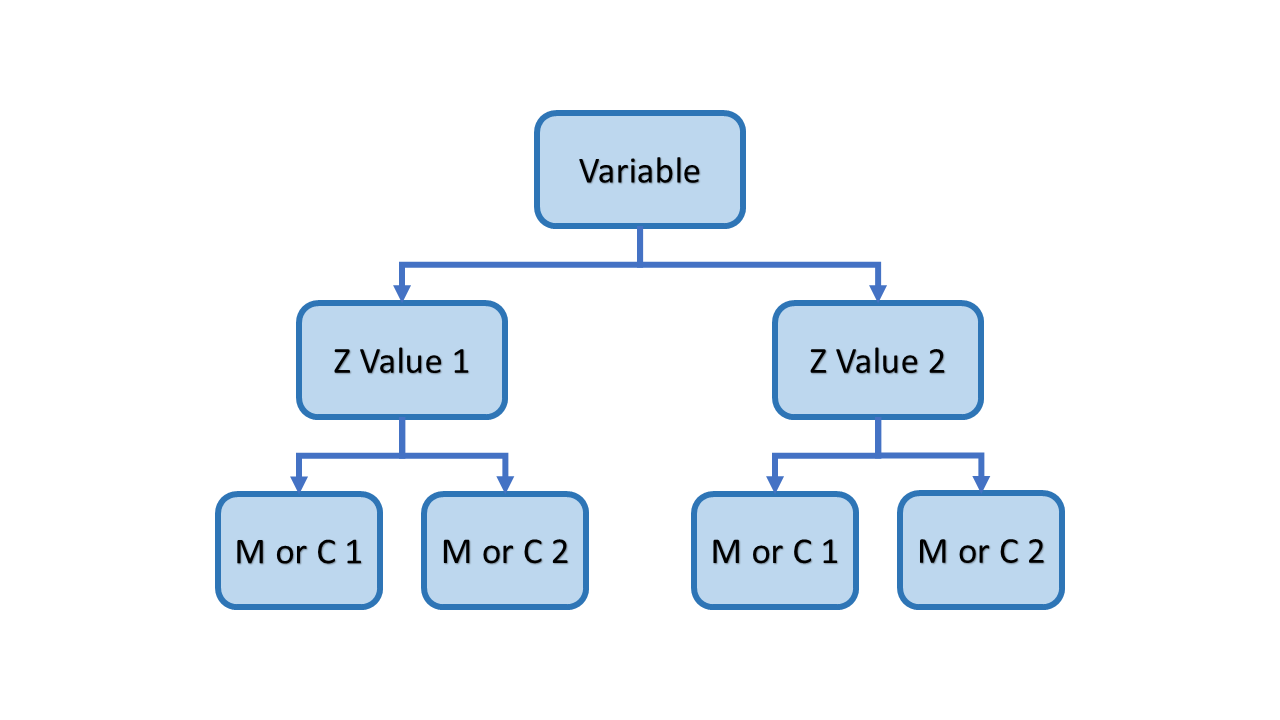 Variable
Z Value 1
Z Value 2
M or C 1
M or C 2
M or C 1
M or C 2